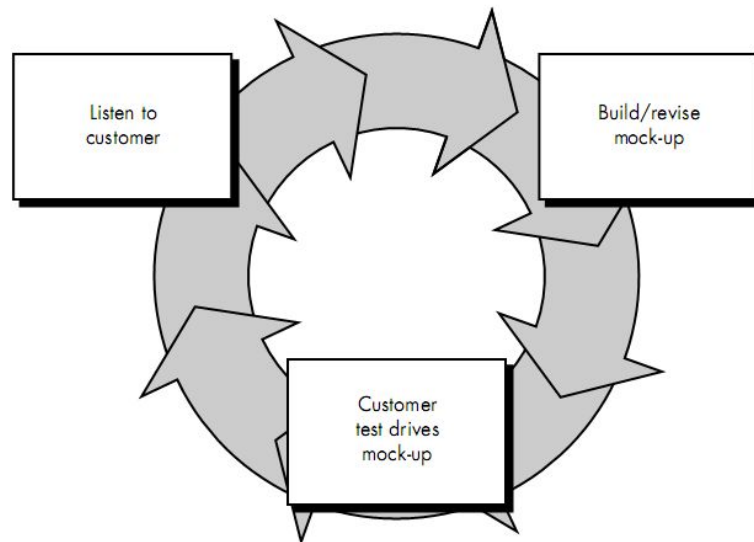 Listen to
customer
Build/revise
mock-up
Customer
test drives
mock-up